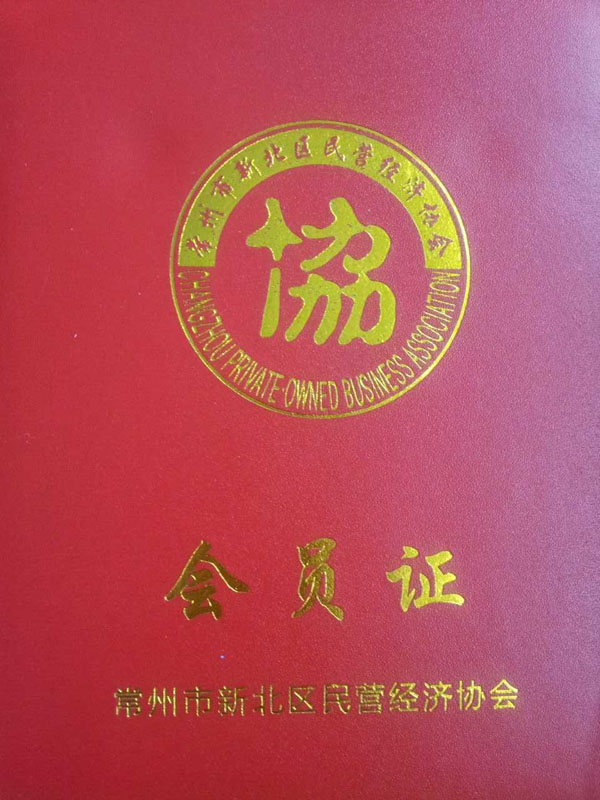 常州市新北区民营经济协会
協
CHANGZHOU PRIVATE-OWNED BUSINESS ASSOCIATION
会员证
常州市新北区民营经济协会